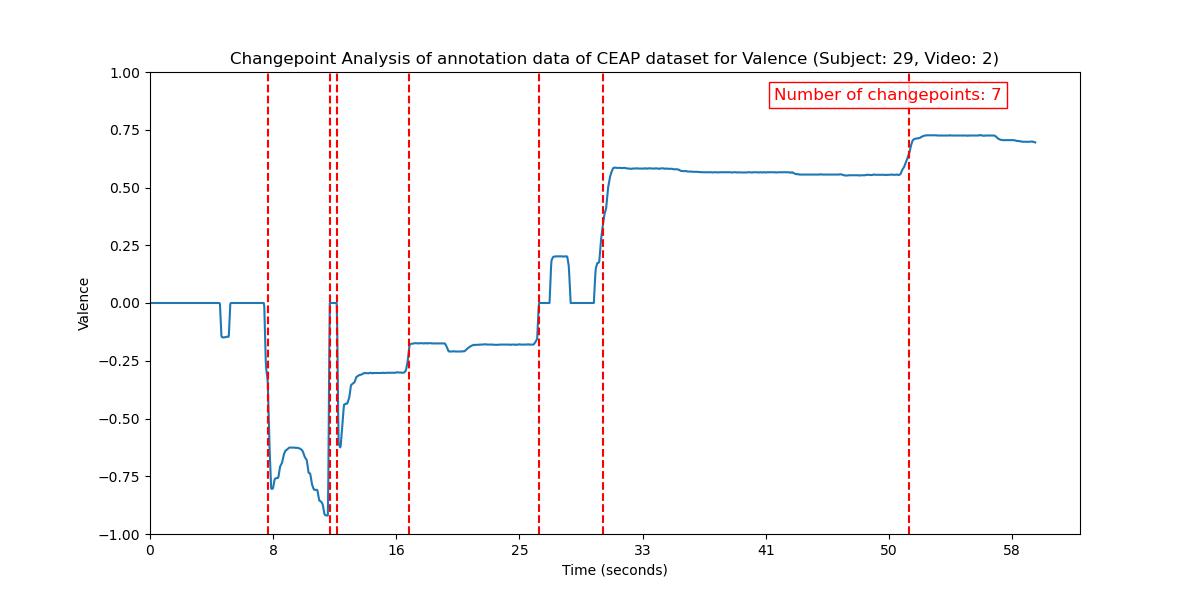 Changepoint Analysis of annotation data of CEAP dataset for Valence (Subject: 29, Video: 2)
Number of changepoints: 7
1.00
0.75
0.50
0.25
0.00
−0.25
−0.50
−0.75
−1.00
Valence
0 8 16 25 33 41 50 58
Time (seconds)